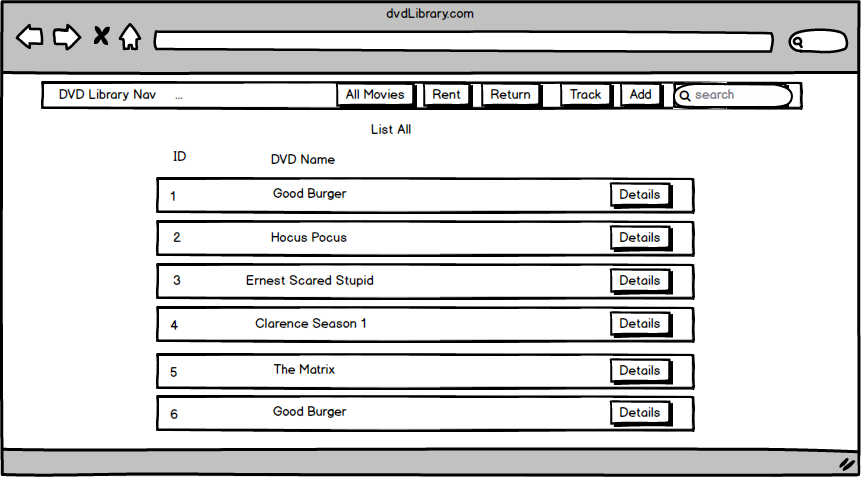 dvdLibrary.com
DVD Library Nav ... All Movies Rent Return Track Add search
List All
ID DVD Name
1 Good Burger Details
2 Hocus Pocus Details
3 Ernest Scared Stupid Details
4 Clarence Season 1 Details
5 The Matrix Details
6 Good Burger Details